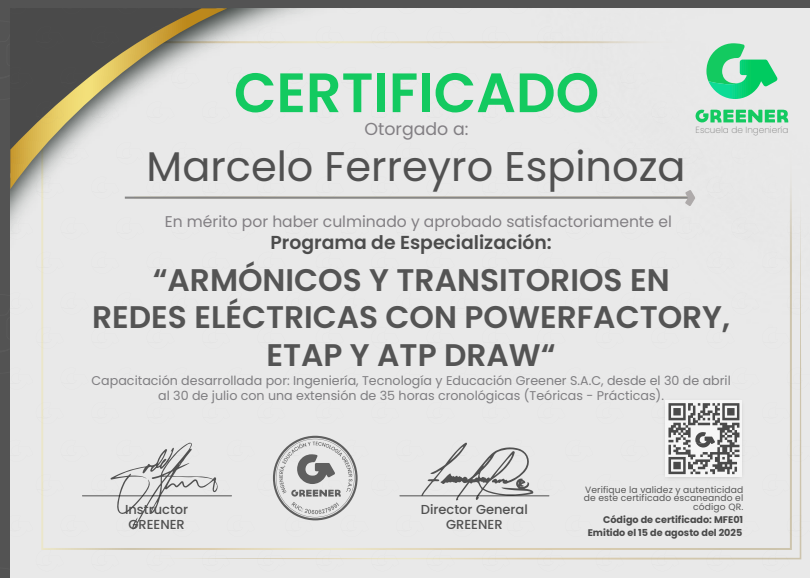 CERTIFICADO
GREENER
Escuela de Ingeniería
Otorgado a:
Marcelo Ferreyro Espinoza
En mérito por haber culminado y aprobado satisfactoriamente el
Programa de Especialización:
“ARMÓNICOS Y TRANSITORIOS EN
REDES ELÉCTRICAS CON POWERFACTORY,
ETAP Y ATP DRAW“
Capacitación desarrollada por: Ingeniería, Tecnología y Educación Greener S.A.C, desde el 30 de abril
al 30 de julio con una extensión de 35 horas cronológicas (Teóricas - Prácticas).
Instructor
GREENER
INGENIERÍA, EDUCACIÓN Y TECNOLOGÍA GREENER S.A.C.
GREENER
Director General
GREENER
Verifique la validez y autenticidad
de este certificado escaneando el
código QR.
Código de certificado: MFE01
Emitido el 15 de agosto del 2025